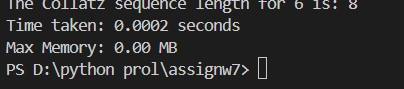 The Collatz sequence length for 6 is: 8
Time taken: 0.0002 seconds
Max Memory: 0.00 MB
PS D:\python prol\assignw7>